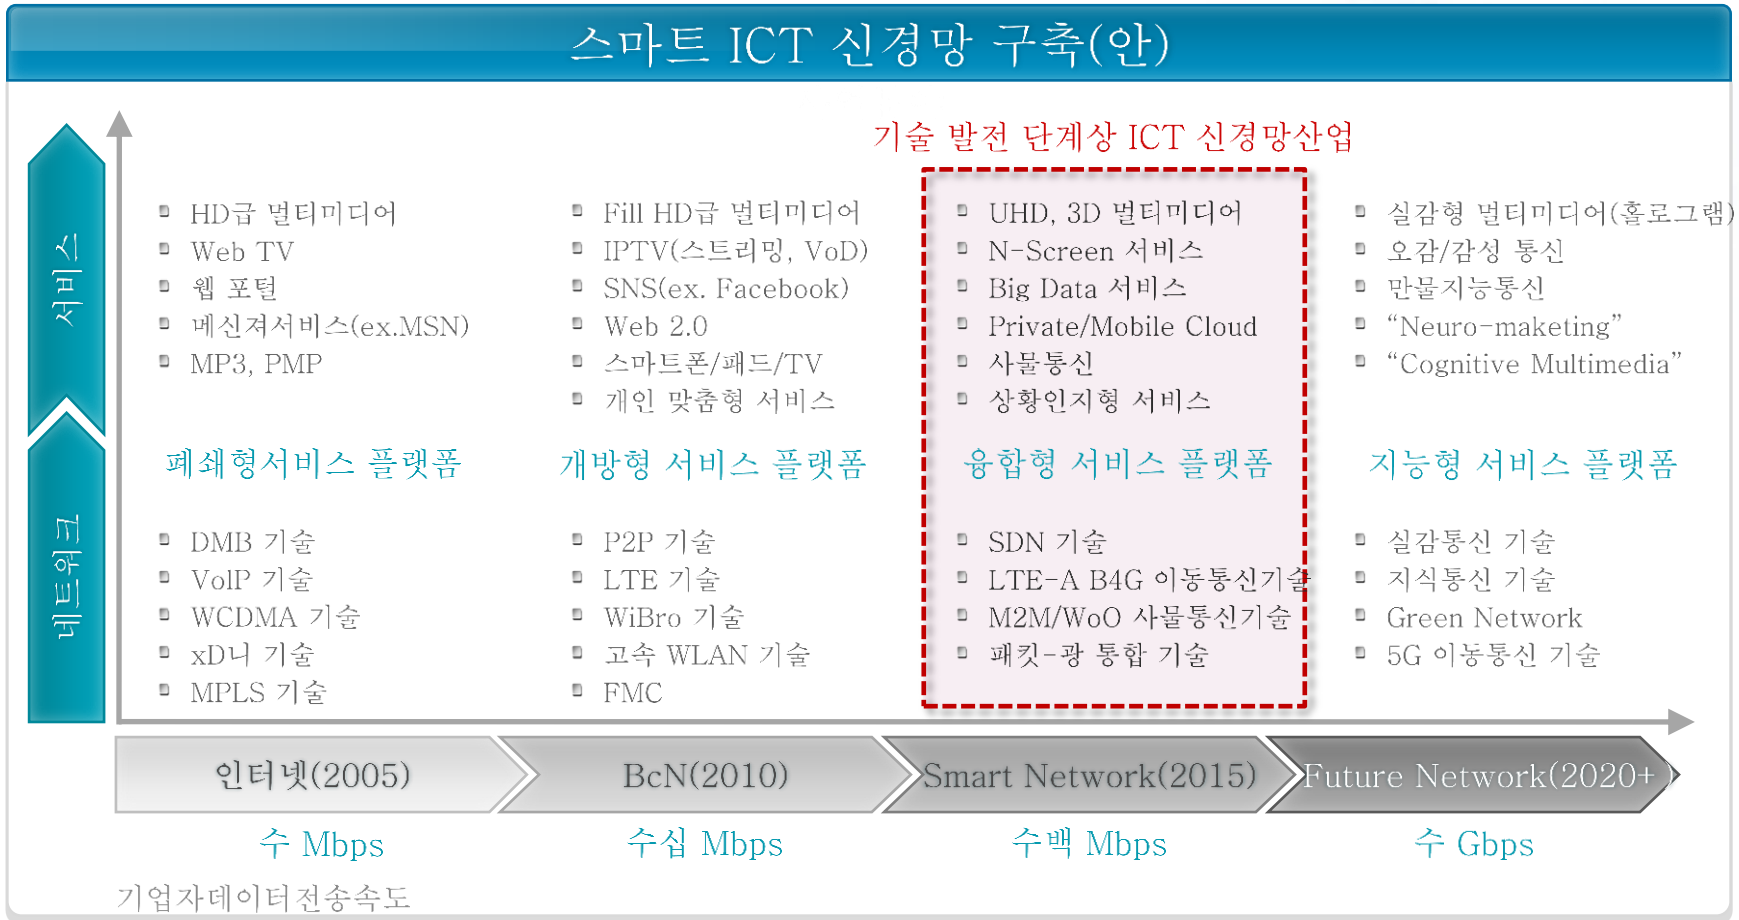 스마트 ICT 신경망 구축(안)
기술 발전 단계상 ICT 신경망산업
서비스
HD급 멀티미디어
Web TV
웹 포털
메신져서비스(ex.MSN)
MP3, PMP
Fill HD급 멀티미디어
IPTV(스트리밍, VoD)
SNS(ex. Facebook)
Web 2.0
스마트폰/패드/TV
개인 맞춤형 서비스
UHD, 3D 멀티미디어
N-Screen 서비스
Big Data 서비스
Private/Mobile Cloud
사물통신
상황인지형 서비스
실감형 멀티미디어(홀로그램)
오감/감성 통신
만물지능통신
“Neuro-maketing”
“Cognitive Multimedia”
폐쇄형서비스 플랫폼
개방형 서비스 플랫폼
융합형 서비스 플랫폼
지능형 서비스 플랫폼
네트워크
DMB 기술
VoIP 기술
WCDMA 기술
xD니 기술
MPLS 기술
P2P 기술
LTE 기술
WiBro 기술
고속 WLAN 기술
FMC
SDN 기술
LTE-A B4G 이동통신기술
M2M/WoO 사물통신기술
패킷-광 통합 기술
실감통신 기술
지식통신 기술
Green Network
5G 이동통신 기술
인터넷(2005)
BcN(2010)
Smart Network(2015)
Future Network(2020+ )
수 Mbps
수십 Mbps
수백 Mbps
수 Gbps
기업자데이터전송속도